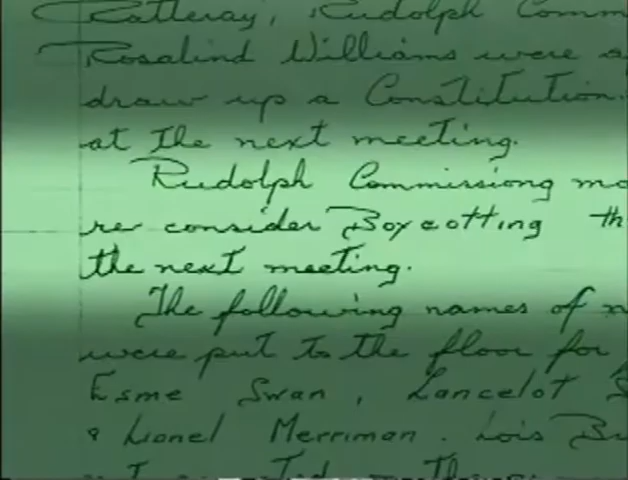 Ratteray, Rudolph Comm
Rosalind Williams were a
draw up a Constitution.
at the next meeting.
Rudolph Commissiong mo
re consider Boycotting th
the next meeting.
The following names of n
were put to the floor for
Esme Swan, Lancelot S
& Lionel Merriman. Lois Br